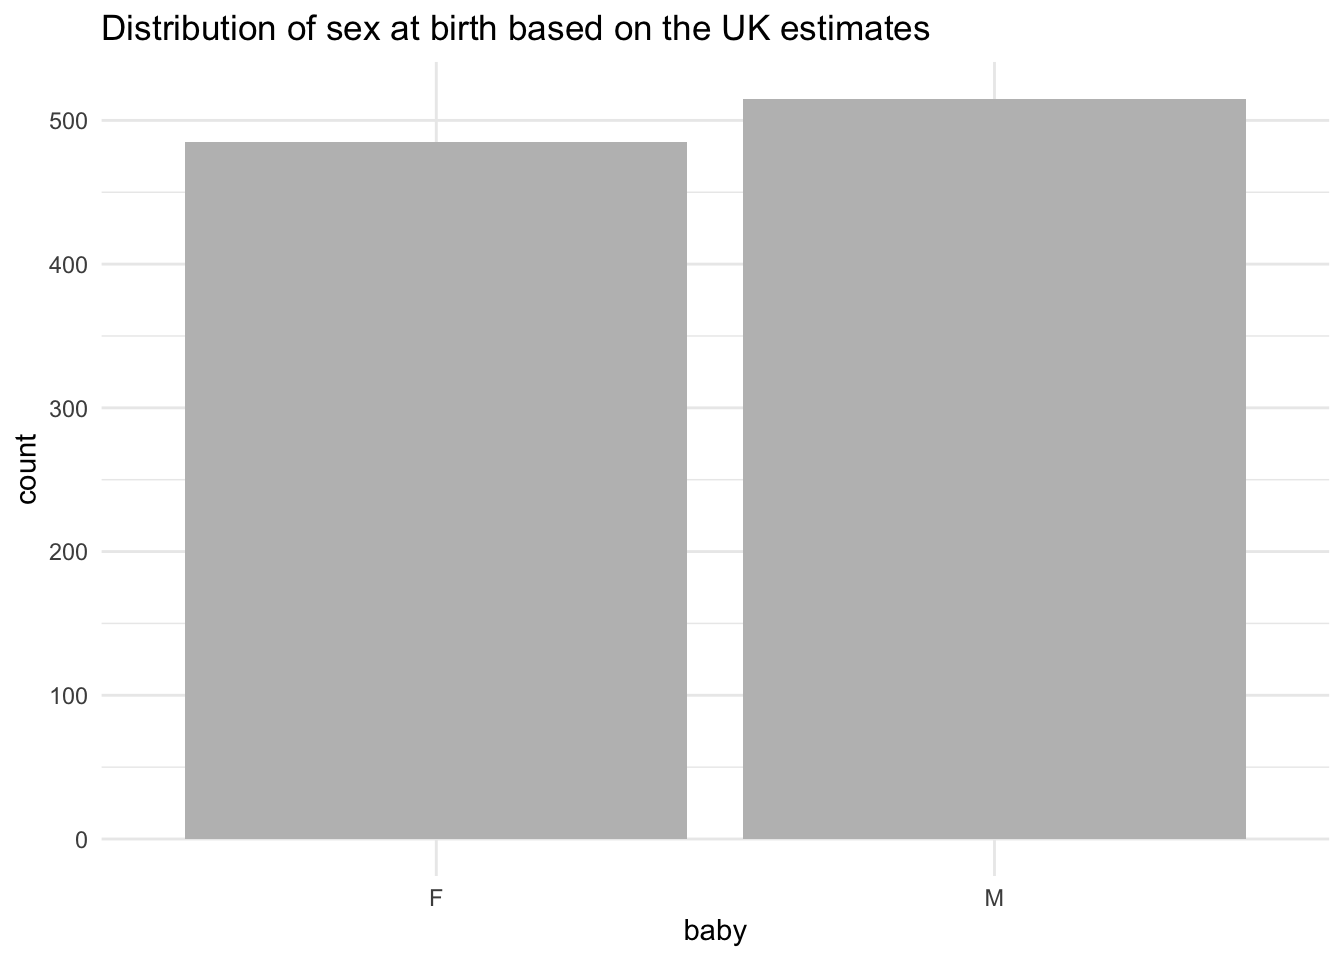 Distribution of sex at birth based on the UK estimates
500
400
300
200
100
0
count
F
M
baby